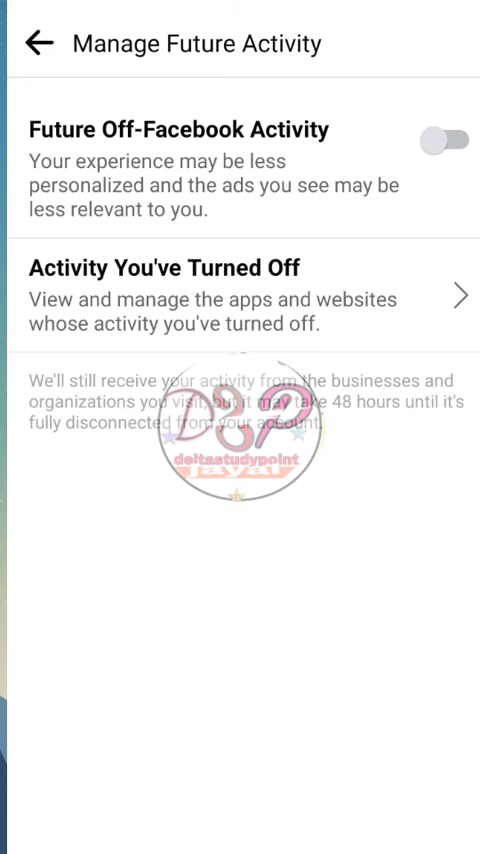 Manage Future Activity
Future Off-Facebook Activity
Your experience may be less
personalized and the ads you see may be
less relevant to you.
Activity You've Turned Off
View and manage the apps and websites
whose activity you've turned off.
We'll still receive your activity from the businesses and
organizations you visit, but it may take 48 hours until it's
fully disconnected from your account.
DSP
deltastudypoint